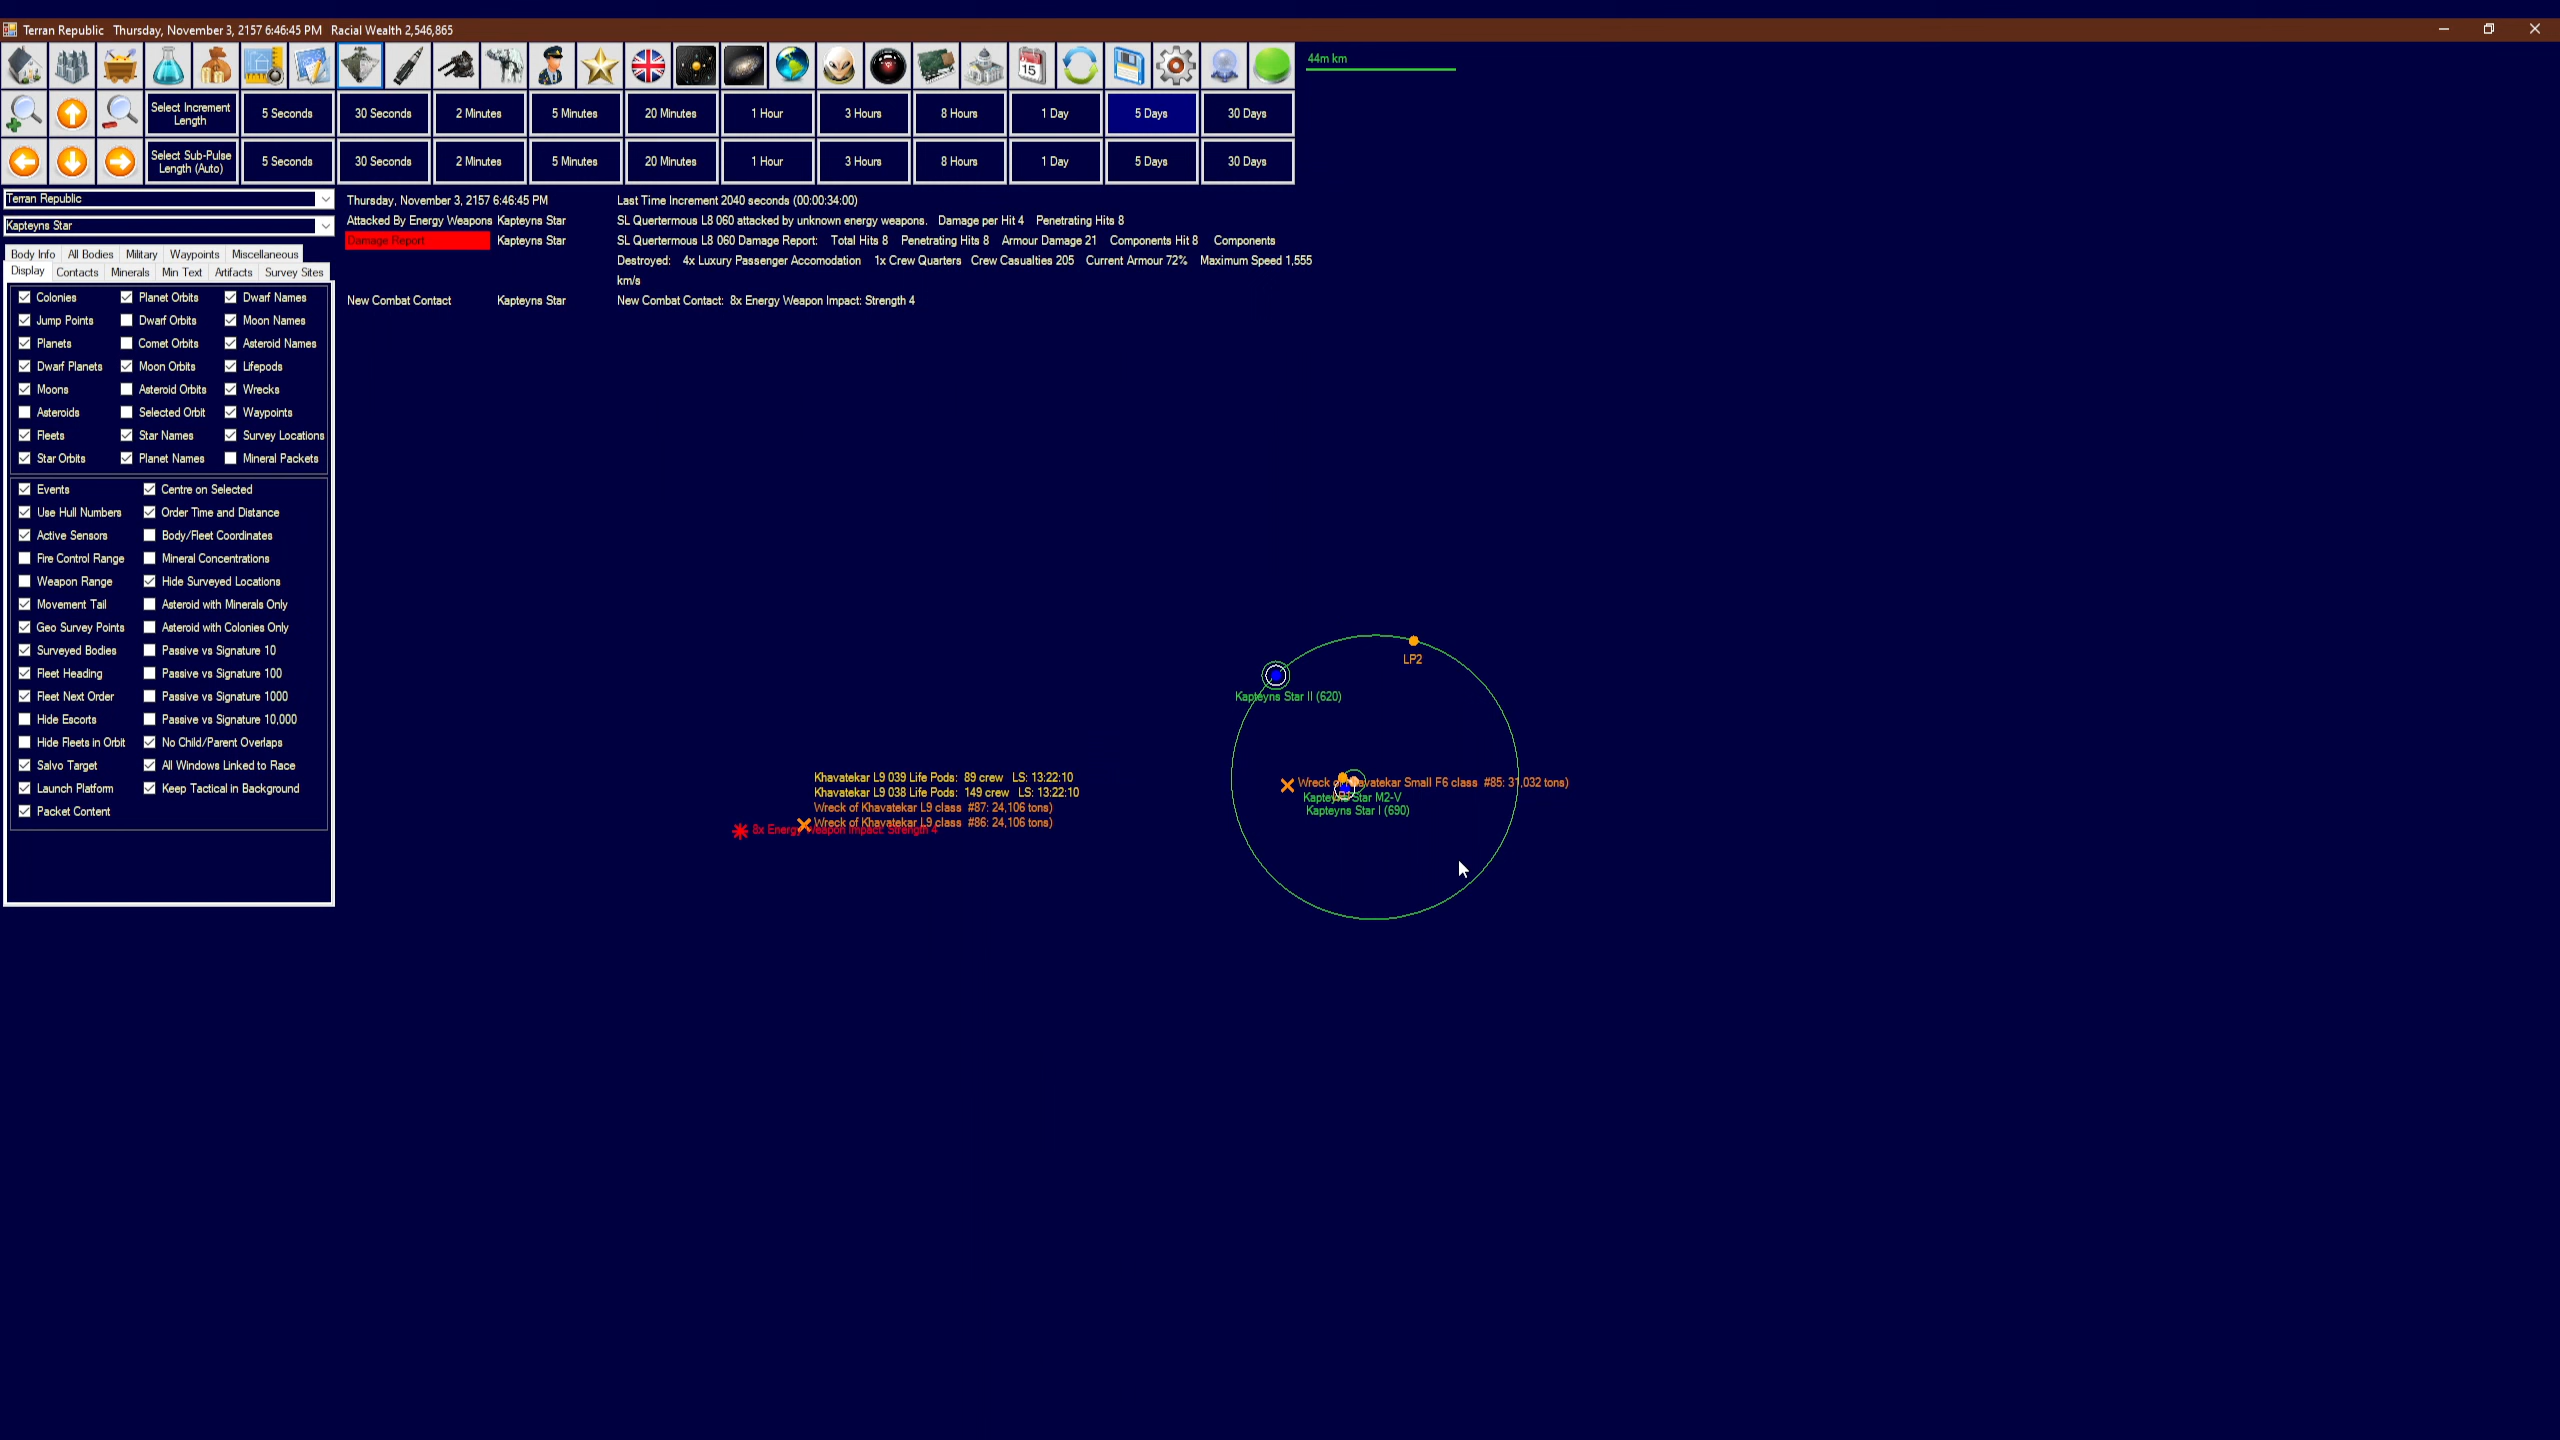 Terran Republic Thursday, November 3, 2157 6:46:45 PM Racial Wealth 2,546,865
44m km
15
Select Increment Length
5 Seconds
30 Seconds
2 Minutes
5 Minutes
20 Minutes
1 Hour
3 Hours
8 Hours
1 Day
5 Days
30 Days
Select Sub-Pulse Length (Auto)
5 Seconds
30 Seconds
2 Minutes
5 Minutes
20 Minutes
1 Hour
3 Hours
8 Hours
1 Day
5 Days
30 Days
Terran Republic
Kapteyns Star
Body Info All Bodies Military Waypoints Miscellaneous
Display Contacts Minerals Min Text Artifacts Survey Sites
Colonies Planet Orbits Dwarf Names
Jump Points Dwarf Orbits Moon Names
Planets Comet Orbits Asteroid Names
Dwarf Planets Moon Orbits Lifepods
Moons Asteroid Orbits Wrecks
Asteroids Selected Orbit Waypoints
Fleets Star Names Survey Locations
Star Orbits Planet Names Mineral Packets
Events Centre on Selected
Use Hull Numbers Order Time and Distance
Active Sensors Body/Fleet Coordinates
Fire Control Range Mineral Concentrations
Weapon Range Hide Surveyed Locations
Movement Tail Asteroid with Minerals Only
Geo Survey Points Asteroid with Colonies Only
Surveyed Bodies Passive vs Signature 10
Fleet Heading Passive vs Signature 100
Fleet Next Order Passive vs Signature 1000
Hide Escorts Passive vs Signature 10,000
Hide Fleets in Orbit No Child/Parent Overlaps
Salvo Target All Windows Linked to Race
Launch Platform Keep Tactical in Background
Packet Content
Thursday, November 3, 2157 6:46:45 PM Last Time Increment 2040 seconds (00:00:34:00)
Attacked By Energy Weapons Kapteyns Star SL Quertermous L8 060 attacked by unknown energy weapons. Damage per Hit 4 Penetrating Hits 8
Damage Report Kapteyns Star SL Quertermous L8 060 Damage Report: Total Hits 8 Penetrating Hits 8 Armour Damage 21 Components Hit 8 Components
Destroyed: 4x Luxury Passenger Accomodation 1x Crew Quarters Crew Casualties 205 Current Armour 72% Maximum Speed 1,555
km/s
New Combat Contact Kapteyns Star New Combat Contact: 8x Energy Weapon Impact: Strength 4
LP2
Kapteyns Star II (620)
Khavatekar L9 039 Life Pods: 89 crew LS: 13:22:10
Khavatekar L9 038 Life Pods: 149 crew LS: 13:22:10
Wreck of Khavatekar L9 class #87: 24,106 tons)
Wreck of Khavatekar L9 class #86: 24,106 tons)
8x Energy Weapon Impact: Strength 4
Wreck of Khavatekar Small F6 class #85: 31,032 tons)
Kapteyns Star M2-V
Kapteyns Star I (690)